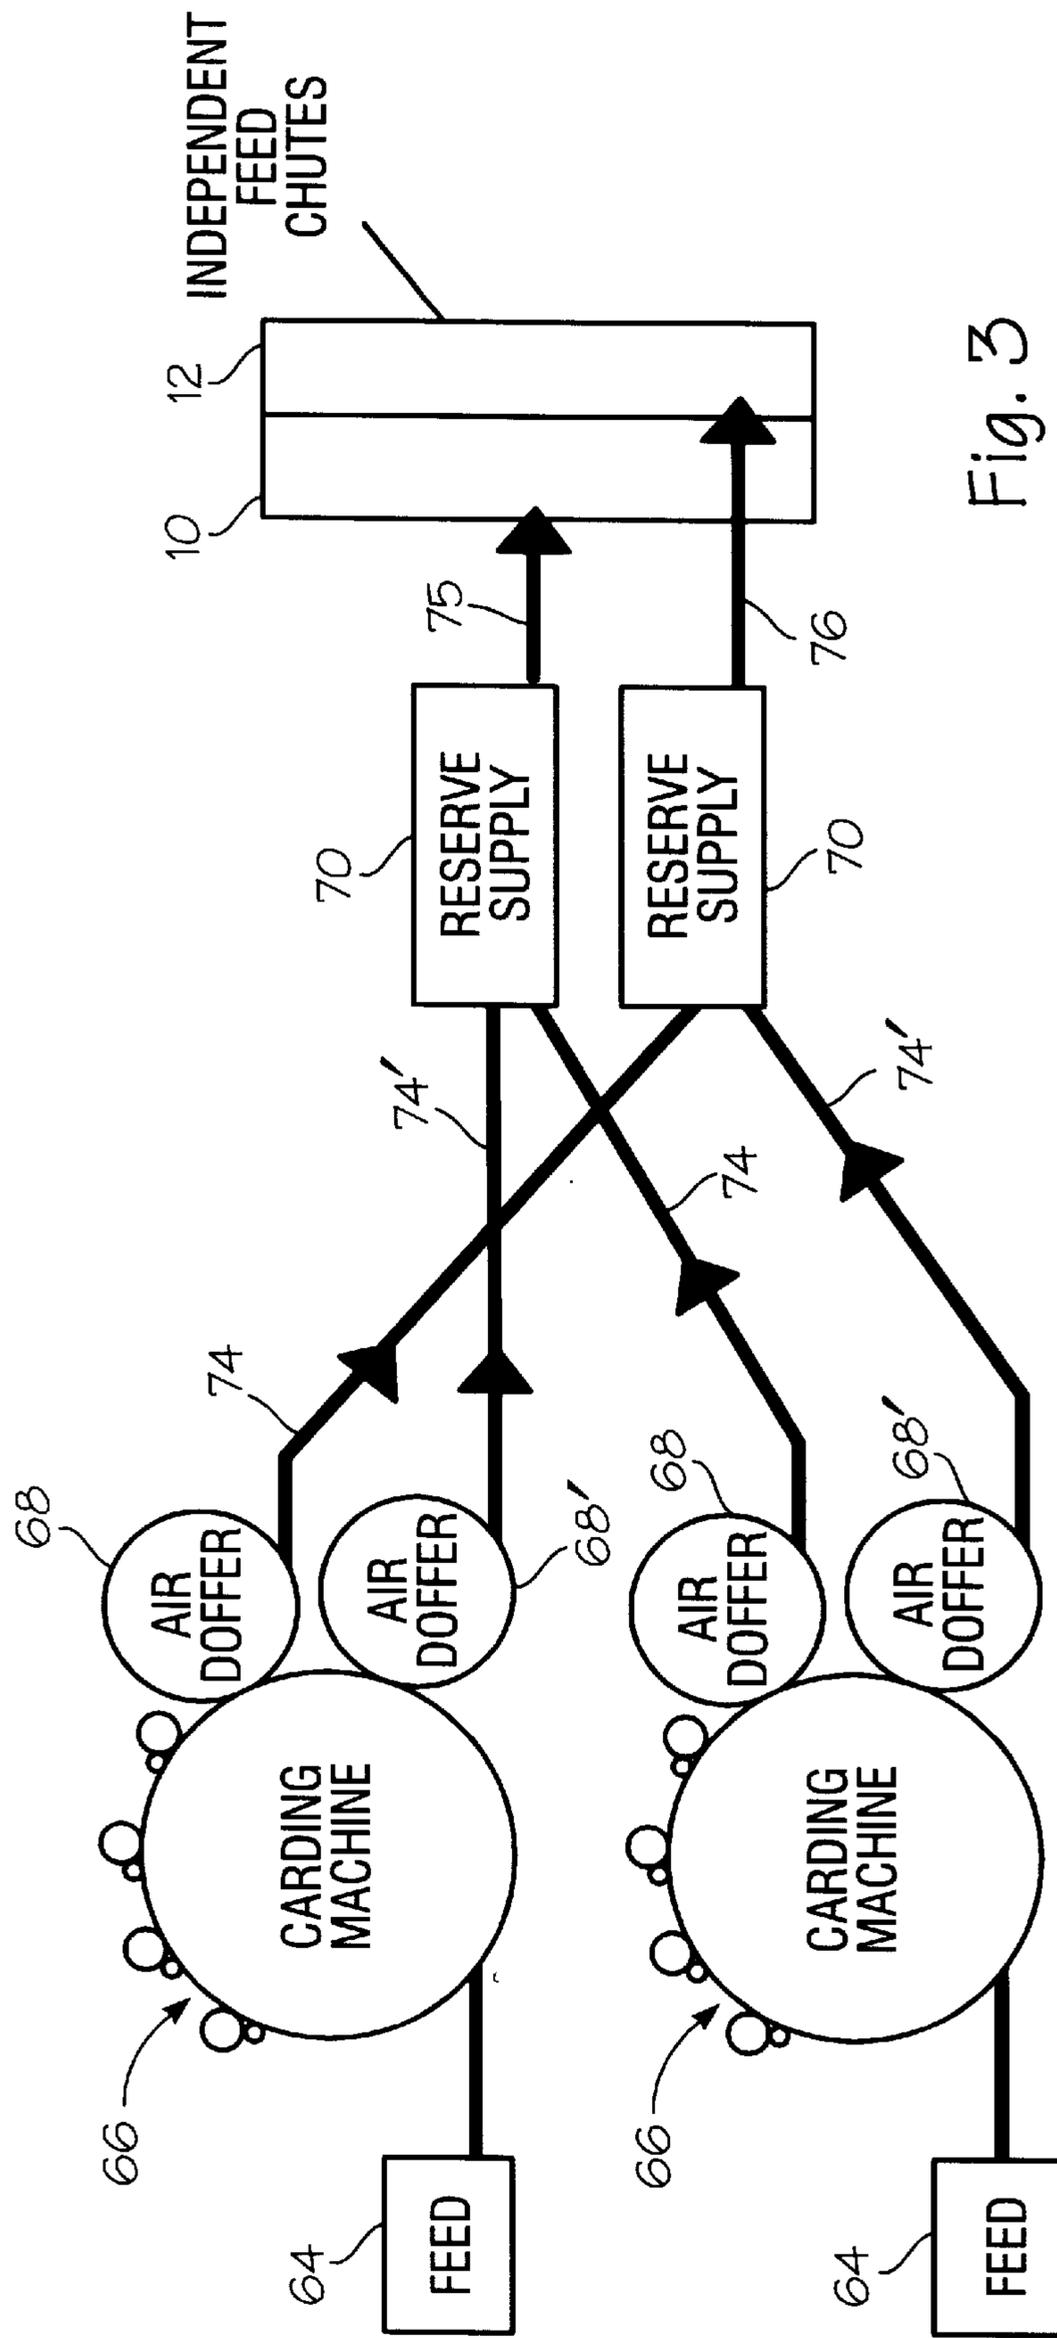 INDEPENDENT
FEED
CHUTES
12
10
75
76
70
RESERVE
SUPPLY
RESERVE
SUPPLY
70
74'
74
74
74'
68
AIR
DOFFER
AIR
DOFFER
68'
68
AIR
DOFFER
68'
AIR
DOFFER
CARDING
MACHINE
CARDING
MACHINE
66
66
64
FEED
64
FEED
Fig. 3